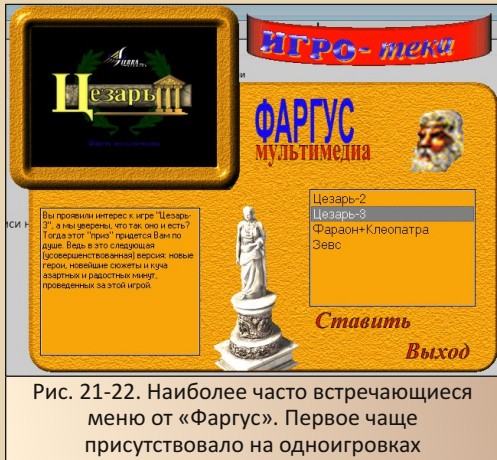 ИГРО-тека
SIERRA
Цезарь III
ФАРГУС
мультимедиа
Вы проявили интерес к игре "Цезарь-
3", а мы уверены, что так оно и есть?
Тогда этот "приз" придется Вам по
душе. Ведь в это следующая
(усовершенствованная) версия: новые
герои, новейшие сюжеты и куча
азартных и радостных минут,
проведенных за этой игрой.
Цезарь-2
Цезарь-3
Фараон+Клеопатра
Зевс
Ставить
Выход
Рис. 21-22. Наиболее часто встречающиеся
меню от «Фаргус». Первое чаще
присутствовало на одноигровках